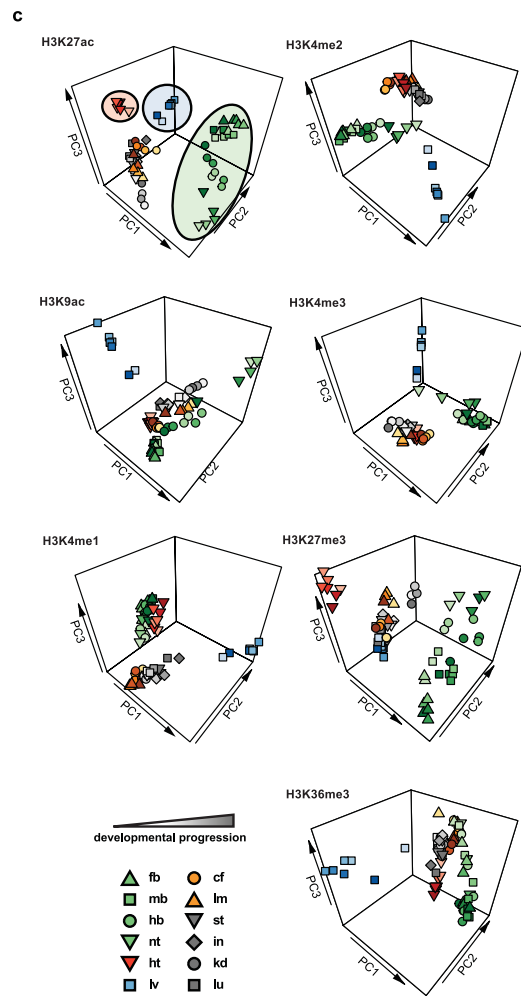 c
H3K27ac
H3K4me2
PC3
PC1
PC2
PC3
PC1
PC2
H3K9ac
H3K4me3
PC3
PC1
PC2
PC3
PC1
PC2
H3K4me1
H3K27me3
PC3
PC1
PC2
PC3
PC1
PC2
H3K36me3
developmental progression
PC3
PC1
PC2
fb cf
mb lm
hb st
nt in
ht kd
lv lu